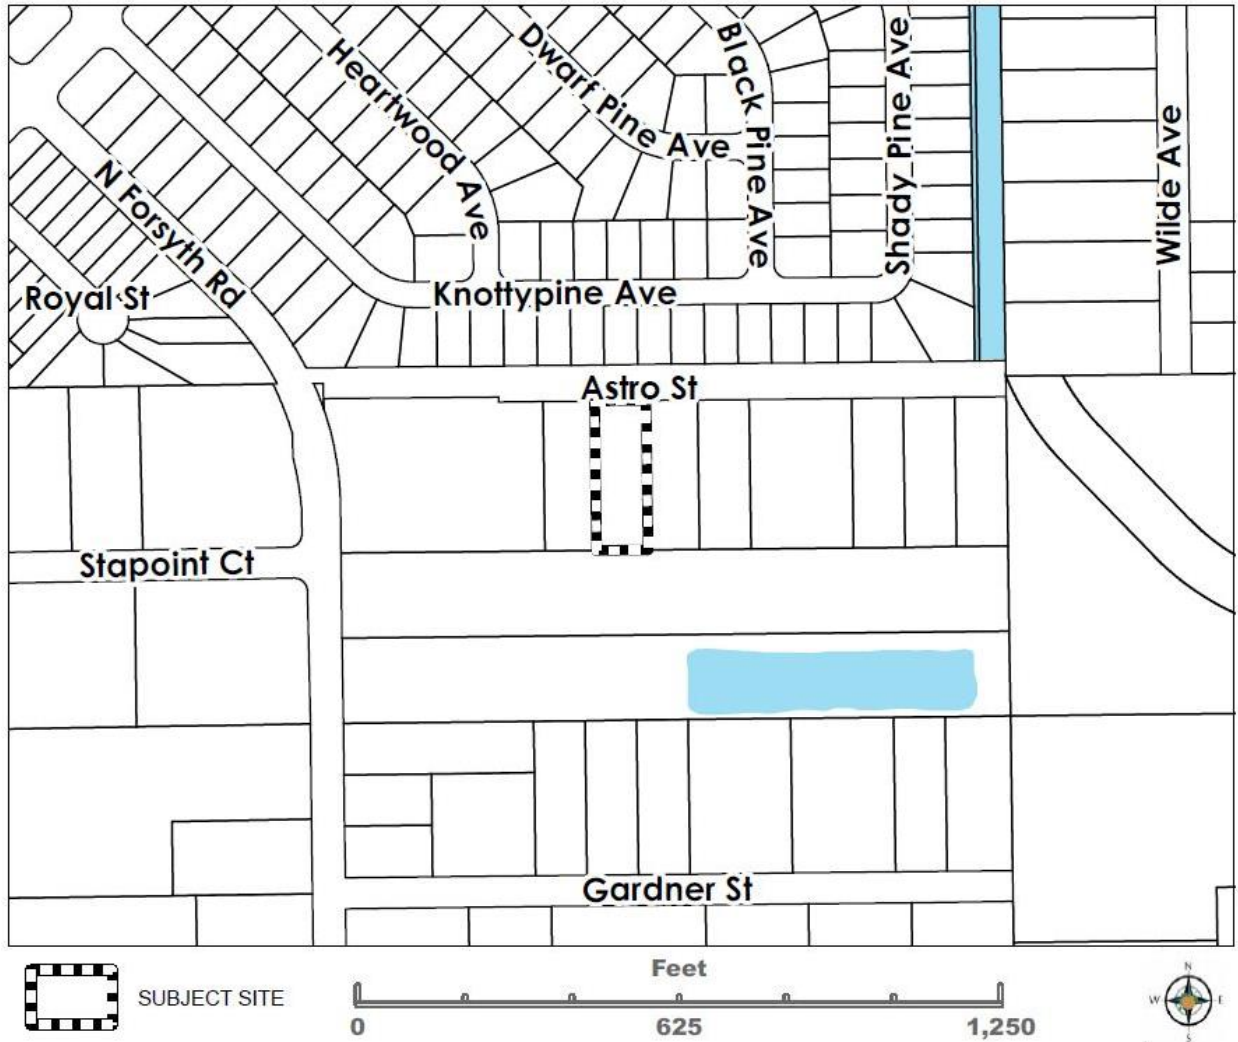 Heartwood Ave
Dwarf Pine Ave
Black Pine Ave
Shady Pine Ave
Wilde Ave
N Forsyth Rd
Royal St
Knottypine Ave
Astro St
Stapoint Ct
Gardner St
SUBJECT SITE
Feet
0 625 1,250
N
W E
S